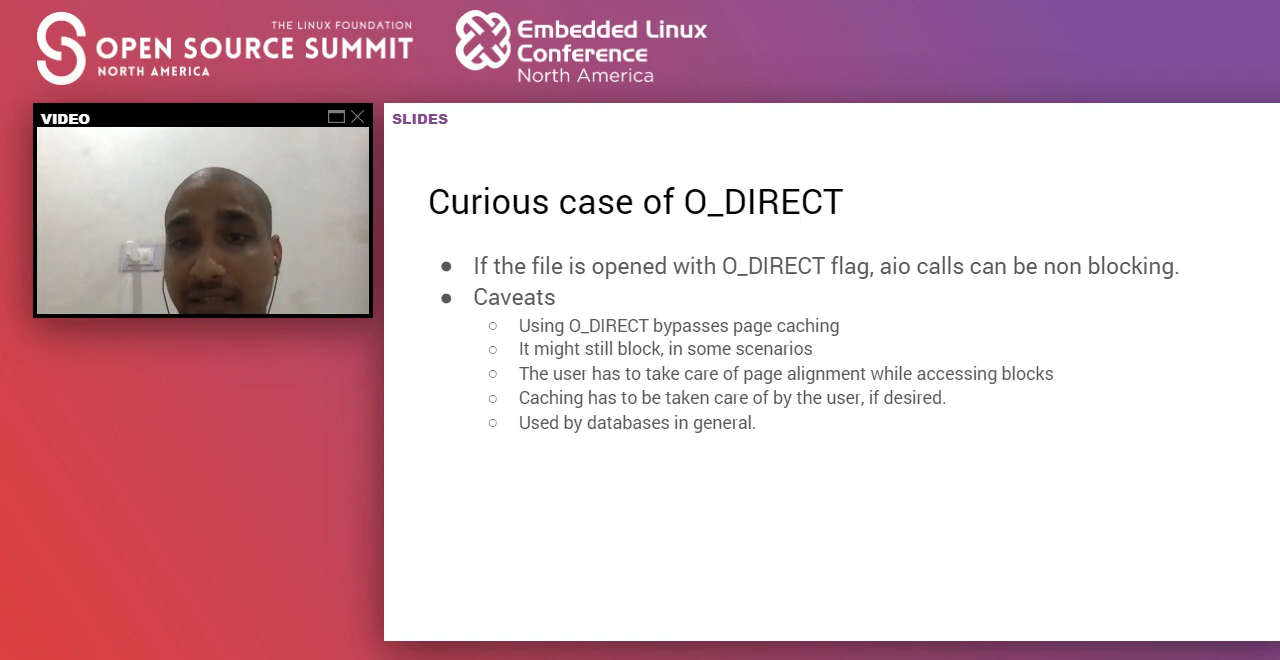 THE LINUX FOUNDATION
OPEN SOURCE SUMMIT
NORTH AMERICA
Embedded Linux
Conference
North America
VIDEO
SLIDES
Curious case of O_DIRECT
● If the file is opened with O_DIRECT flag, aio calls can be non blocking.
● Caveats
○ Using O_DIRECT bypasses page caching
○ It might still block, in some scenarios
○ The user has to take care of page alignment while accessing blocks
○ Caching has to be taken care of by the user, if desired.
○ Used by databases in general.